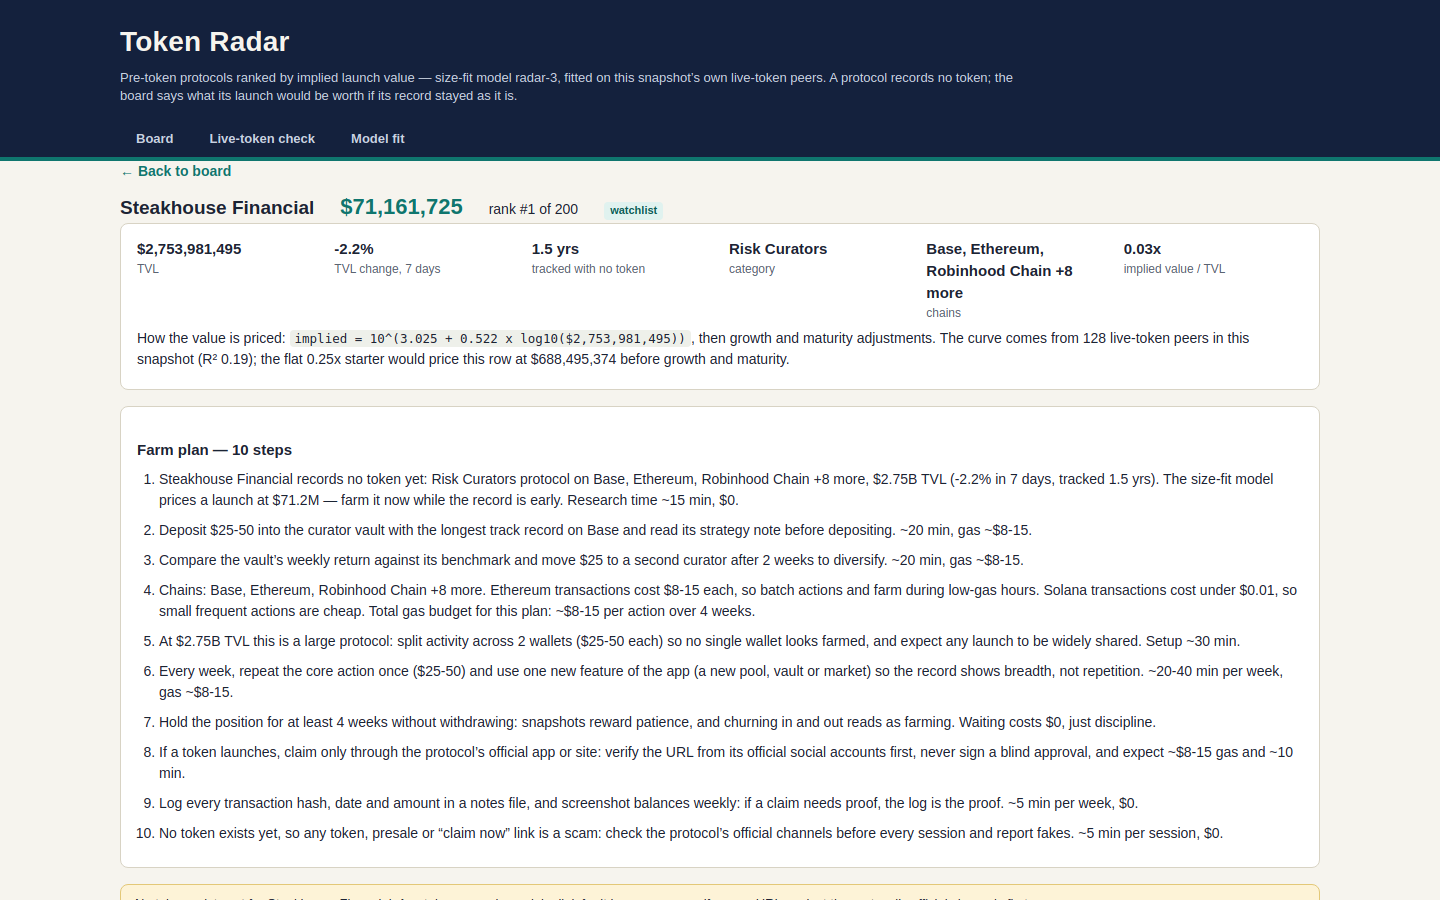 Token Radar
Pre-token protocols ranked by implied launch value — size-fit model radar-3, fitted on this snapshot's own live-token peers. A protocol records no token; the
board says what its launch would be worth if its record stayed as it is.
Board Live-token check Model fit
← Back to board
Steakhouse Financial $71,161,725 rank #1 of 200 watchlist
$2,753,981,495
TVL
-2.2%
TVL change, 7 days
1.5 yrs
tracked with no token
Risk Curators
category
Base, Ethereum,
Robinhood Chain +8
more
chains
0.03x
implied value / TVL
How the value is priced: implied = 10^(3.025 + 0.522 x log10($2,753,981,495)) , then growth and maturity adjustments. The curve comes from 128 live-token peers in this
snapshot (R² 0.19); the flat 0.25x starter would price this row at $688,495,374 before growth and maturity.
Farm plan — 10 steps
1. Steakhouse Financial records no token yet: Risk Curators protocol on Base, Ethereum, Robinhood Chain +8 more, $2.75B TVL (-2.2% in 7 days, tracked 1.5 yrs). The size-fit model
prices a launch at $71.2M — farm it now while the record is early. Research time ~15 min, $0.
2. Deposit $25-50 into the curator vault with the longest track record on Base and read its strategy note before depositing. ~20 min, gas ~$8-15.
3. Compare the vault's weekly return against its benchmark and move $25 to a second curator after 2 weeks to diversify. ~20 min, gas ~$8-15.
4. Chains: Base, Ethereum, Robinhood Chain +8 more. Ethereum transactions cost $8-15 each, so batch actions and farm during low-gas hours. Solana transactions cost under $0.01, so
small frequent actions are cheap. Total gas budget for this plan: ~$8-15 per action over 4 weeks.
5. At $2.75B TVL this is a large protocol: split activity across 2 wallets ($25-50 each) so no single wallet looks farmed, and expect any launch to be widely shared. Setup ~30 min.
6. Every week, repeat the core action once ($25-50) and use one new feature of the app (a new pool, vault or market) so the record shows breadth, not repetition. ~20-40 min per week,
gas ~$8-15.
7. Hold the position for at least 4 weeks without withdrawing: snapshots reward patience, and churning in and out reads as farming. Waiting costs $0, just discipline.
8. If a token launches, claim only through the protocol's official app or site: verify the URL from its official social accounts first, never sign a blind approval, and expect ~$8-15 gas and ~10
min.
9. Log every transaction hash, date and amount in a notes file, and screenshot balances weekly: if a claim needs proof, the log is the proof. ~5 min per week, $0.
10. No token exists yet, so any token, presale or “claim now” link is a scam: check the protocol's official channels before every session and report fakes. ~5 min per session, $0.